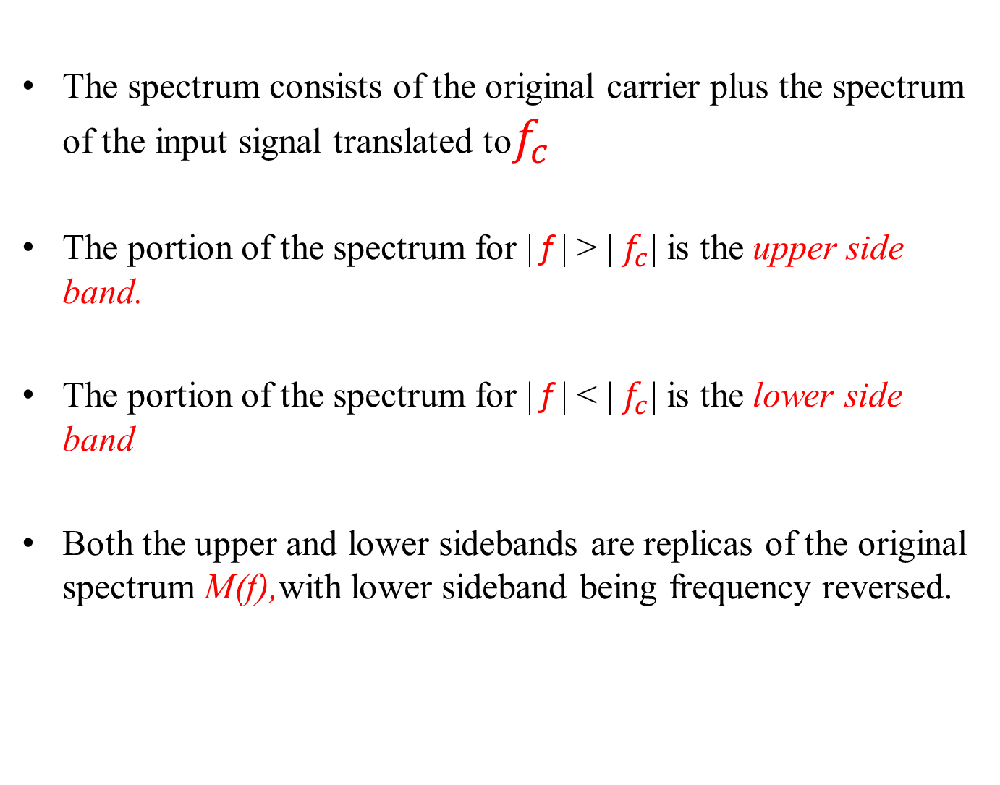 • The spectrum consists of the original carrier plus the spectrum
of the input signal translated to f_c
• The portion of the spectrum for |f| > |f_c| is the upper side
band.
• The portion of the spectrum for |f| < |f_c| is the lower side
band
• Both the upper and lower sidebands are replicas of the original
spectrum M(f),with lower sideband being frequency reversed.